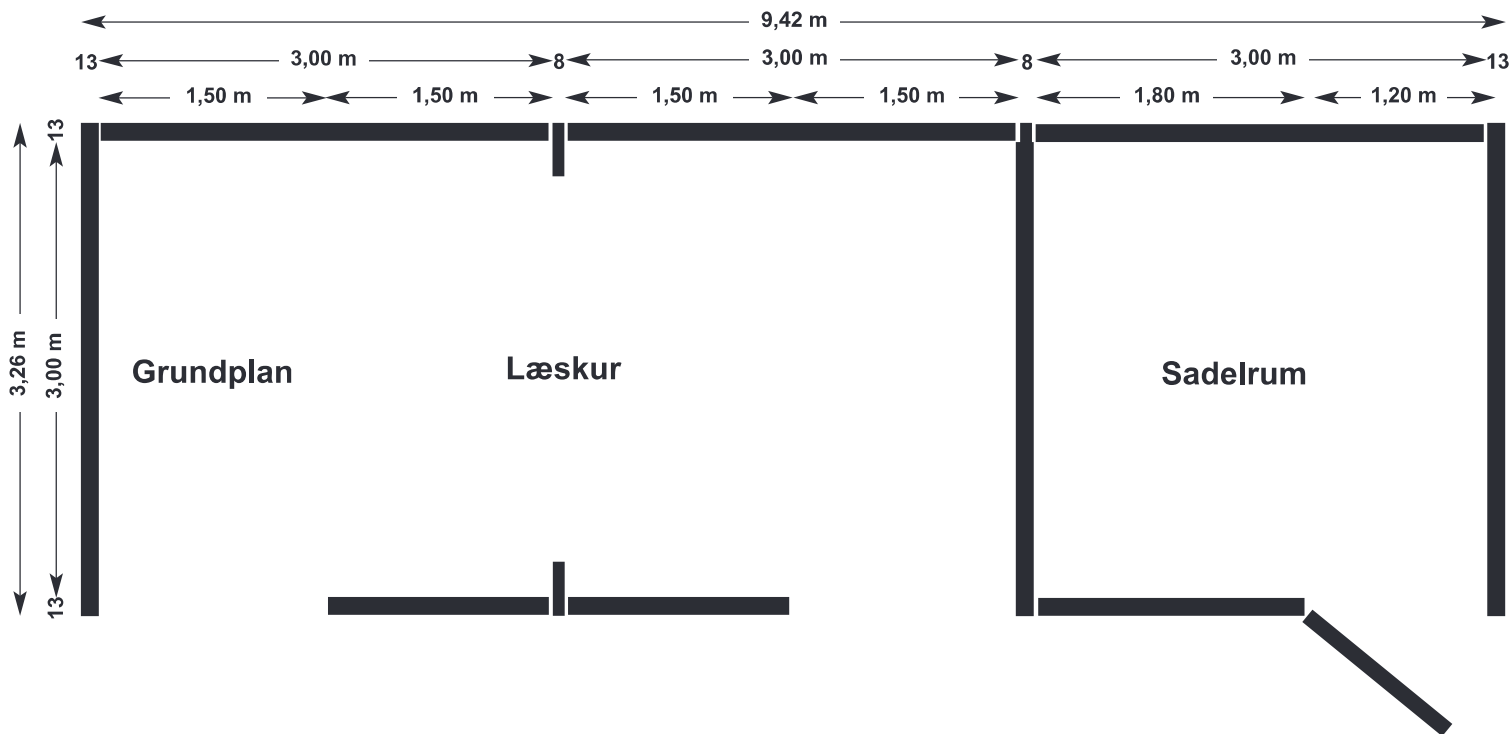 9,42 m
13 3,00 m 8 3,00 m 8 3,00 m 13
1,50 m 1,50 m 1,50 m 1,50 m 1,80 m 1,20 m
13
3,26 m
3,00 m
13
Grundplan
Læskur
Sadelrum